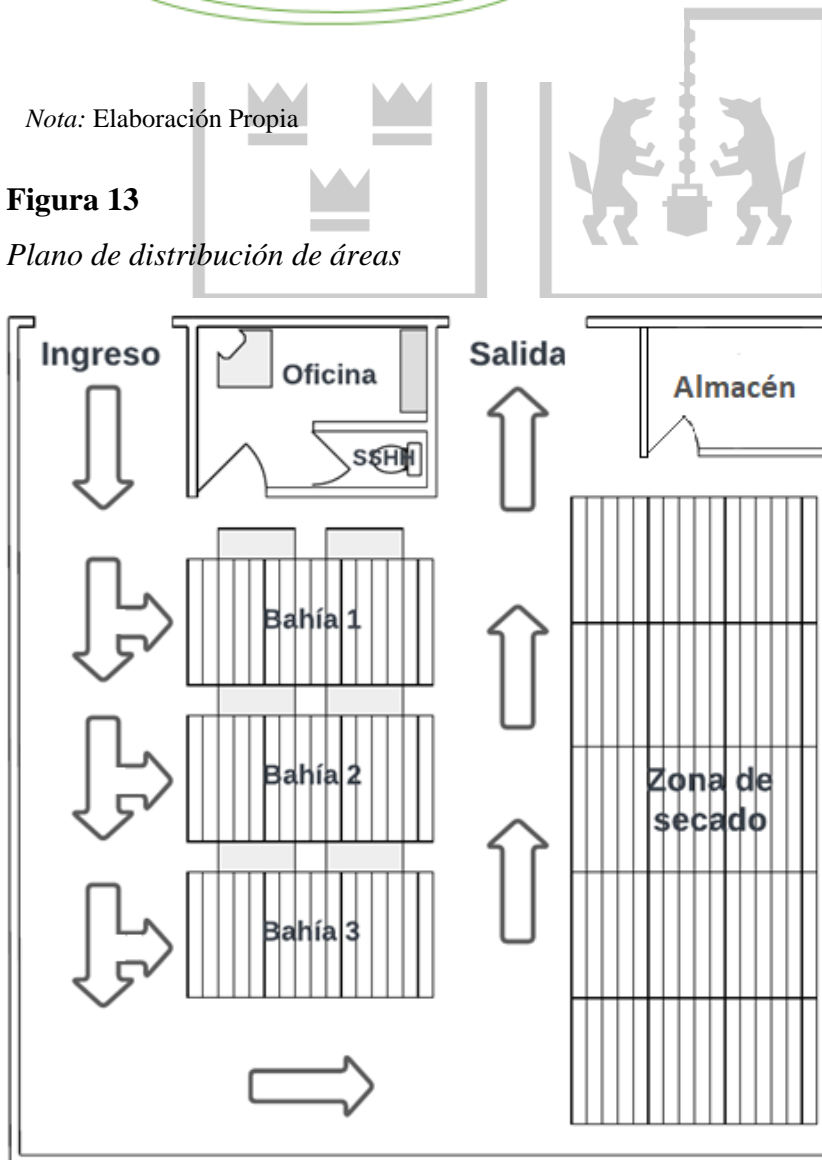 Nota: Elaboración Propia
Figura 13
Plano de distribución de áreas
Ingreso
Oficina
Salida
Almacén
SSHH
Bahía 1
Bahía 2
Zona de
secado
Bahía 3